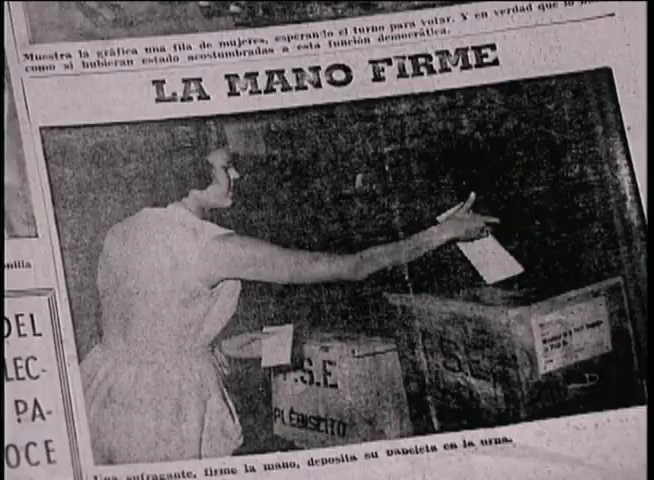 Muestra la gráfica una fila de mujeres, esperando el turno para votar. Y en verdad que lo
como si hubieran estado acostumbradas a esta función democrática.
LA MANO FIRME
nilla
DEL
LEC-
PA-
OCE
.S.E
PLEBISCITO
S.E
Una sufragante, firme la mano, deposita su papeleta en la urna.